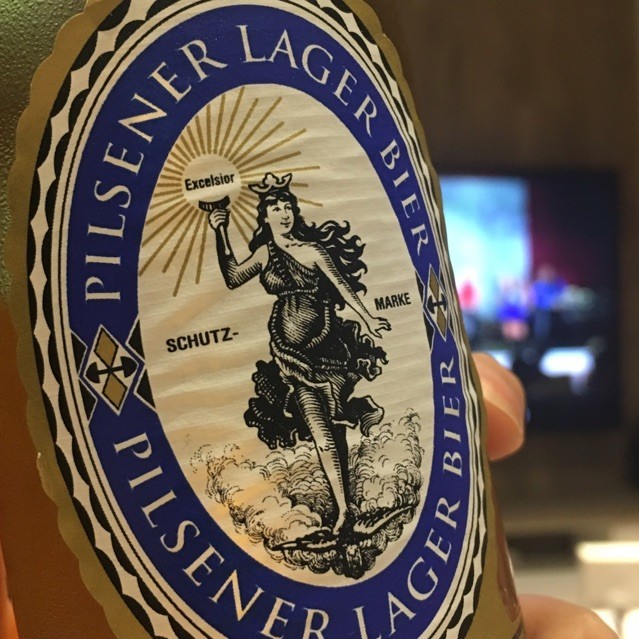 PILSENER LAGER BIER
Excelsior
SCHUTZ-
MARKE
PILSENER LAGER BIER